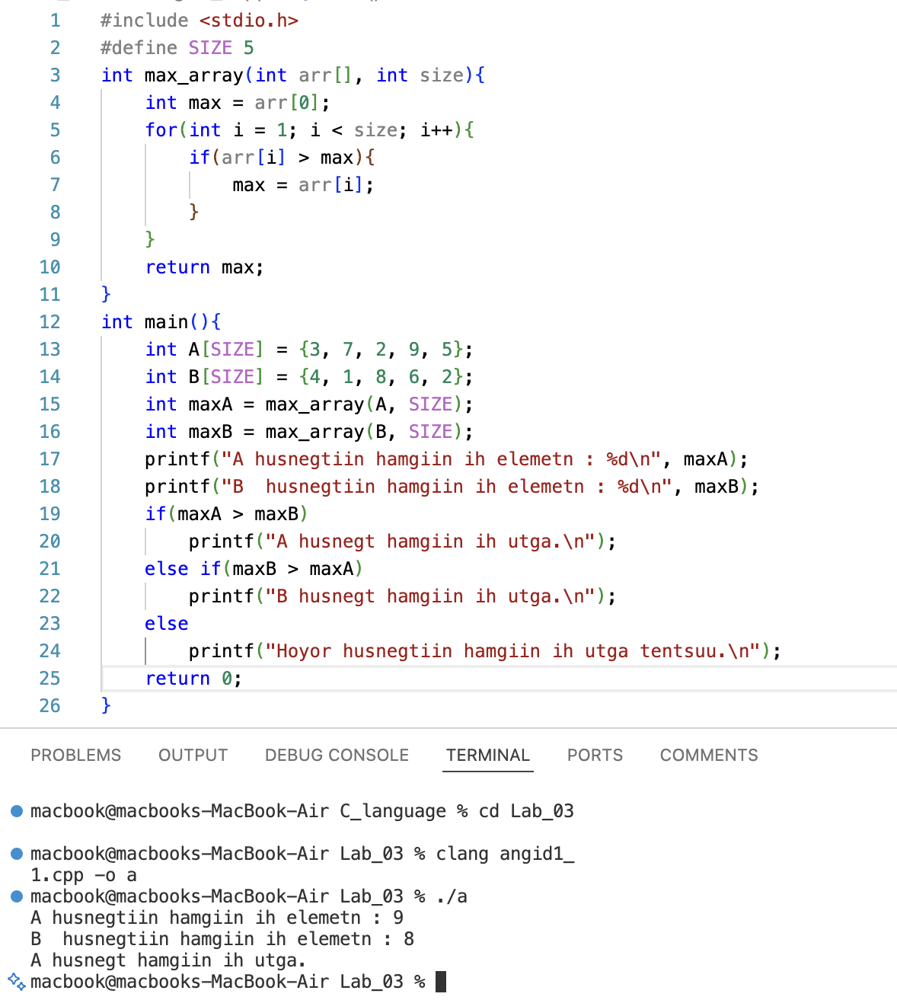 1 #include <stdio.h>
2 #define SIZE 5
3 int max_array(int arr[], int size){
4     int max = arr[0];
5     for(int i = 1; i < size; i++){
6         if(arr[i] > max){
7             max = arr[i];
8         }
9     }
10     return max;
11 }
12 int main(){
13     int A[SIZE] = {3, 7, 2, 9, 5};
14     int B[SIZE] = {4, 1, 8, 6, 2};
15     int maxA = max_array(A, SIZE);
16     int maxB = max_array(B, SIZE);
17     printf("A husnegtiin hamgiin ih elemetn : %d\n", maxA);
18     printf("B  husnegtiin hamgiin ih elemetn : %d\n", maxB);
19     if(maxA > maxB)
20         printf("A husnegt hamgiin ih utga.\n");
21     else if(maxB > maxA)
22         printf("B husnegt hamgiin ih utga.\n");
23     else
24         printf("Hoyor husnegtiin hamgiin ih utga tentsuu.\n");
25     return 0;
26 }
PROBLEMS OUTPUT DEBUG CONSOLE TERMINAL PORTS COMMENTS
macbook@macbooks-MacBook-Air C_language % cd Lab_03
macbook@macbooks-MacBook-Air Lab_03 % clang angid1_
1.cpp -o a
macbook@macbooks-MacBook-Air Lab_03 % ./a
A husnegtiin hamgiin ih elemetn : 9
B  husnegtiin hamgiin ih elemetn : 8
A husnegt hamgiin ih utga.
macbook@macbooks-MacBook-Air Lab_03 %